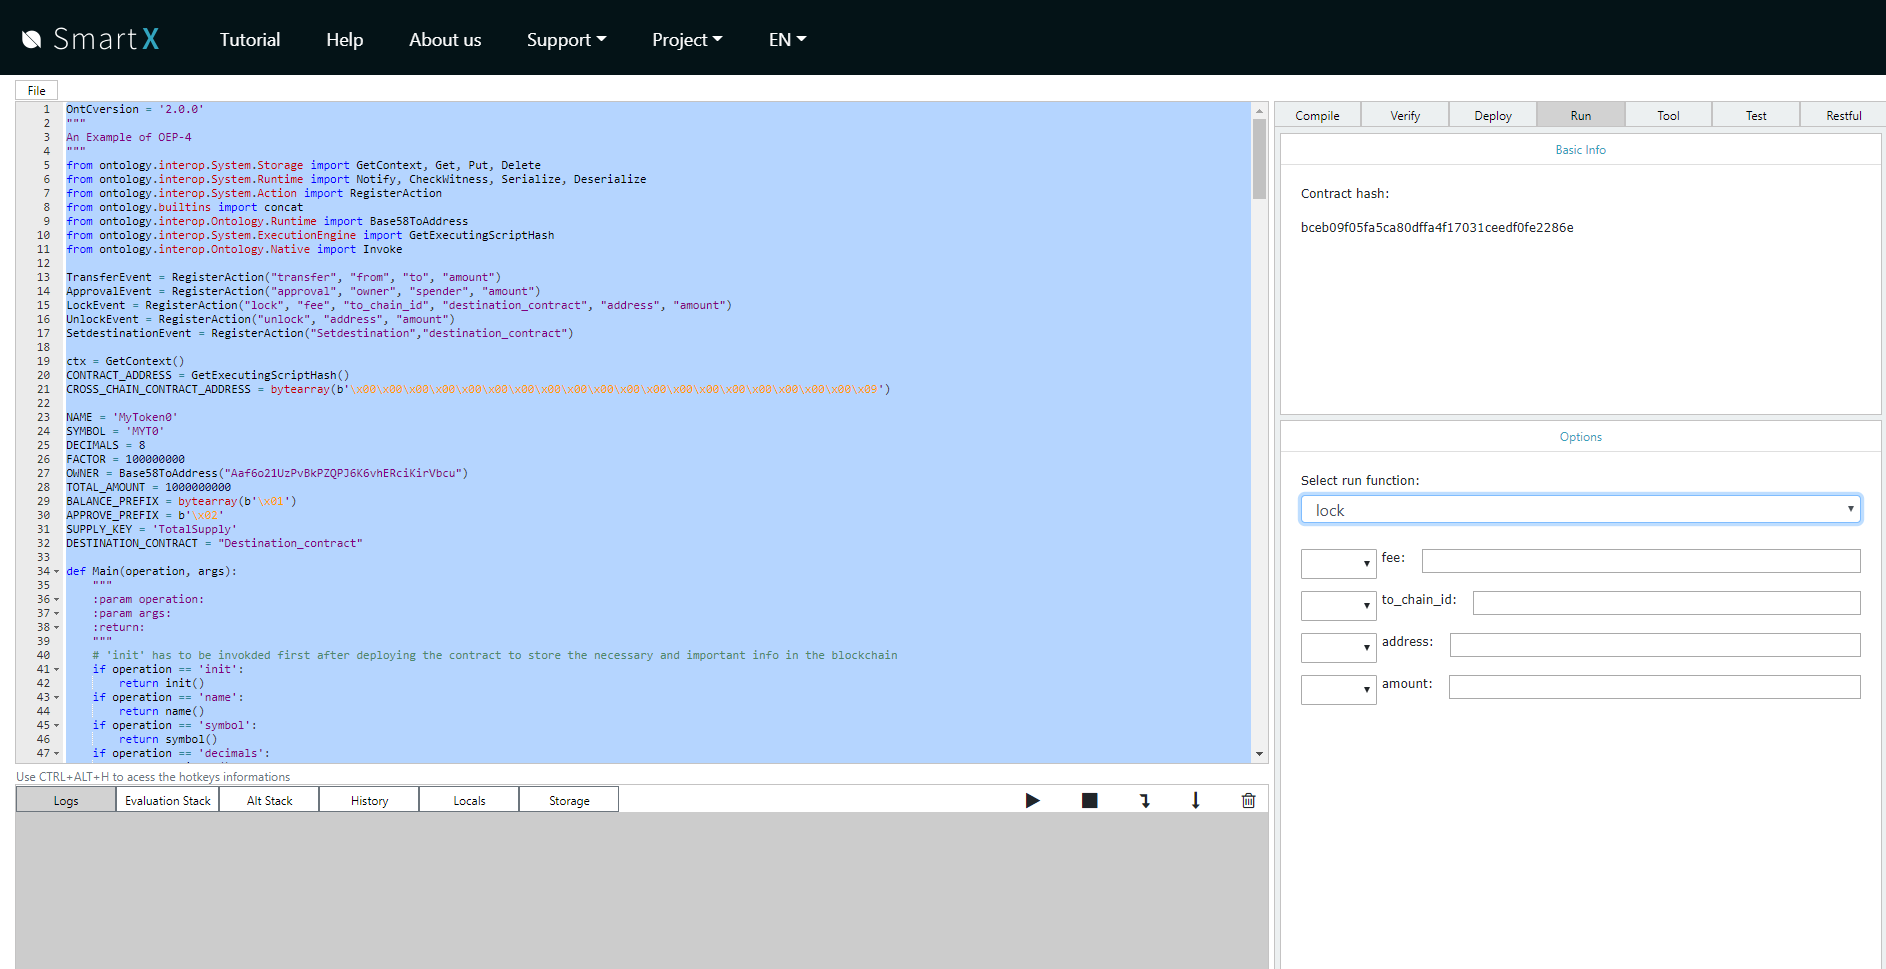 SmartX Tutorial Help About us Support Project EN
File
1 OntCversion = '2.0.0'
2 """
3 An Example of OEP-4
4 """
5 from ontology.interop.System.Storage import GetContext, Get, Put, Delete
6 from ontology.interop.System.Runtime import Notify, CheckWitness, Serialize, Deserialize
7 from ontology.interop.System.Action import RegisterAction
8 from ontology.builtins import concat
9 from ontology.interop.Ontology.Runtime import Base58ToAddress
10 from ontology.interop.System.ExecutionEngine import GetExecutingScriptHash
11 from ontology.interop.Ontology.Native import Invoke
12
13 TransferEvent = RegisterAction("transfer", "from", "to", "amount")
14 ApprovalEvent = RegisterAction("approval", "owner", "spender", "amount")
15 LockEvent = RegisterAction("lock", "fee", "to_chain_id", "destination_contract", "address", "amount")
16 UnlockEvent = RegisterAction("unlock", "address", "amount")
17 SetdestinationEvent = RegisterAction("Setdestination","destination_contract")
18
19 ctx = GetContext()
20 CONTRACT_ADDRESS = GetExecutingScriptHash()
21 CROSS_CHAIN_CONTRACT_ADDRESS = bytearray(b'\x00\x00\x00\x00\x00\x00\x00\x00\x00\x00\x00\x00\x00\x00\x00\x00\x00\x00\x00\x09')
22
23 NAME = 'MyToken0'
24 SYMBOL = 'MYT0'
25 DECIMALS = 8
26 FACTOR = 100000000
27 OWNER = Base58ToAddress("Aaf6o21UzPvBkPZQPJ6K6vhERciKirVbcu")
28 TOTAL_AMOUNT = 1000000000
29 BALANCE_PREFIX = bytearray(b'\x01')
30 APPROVE_PREFIX = b'\x02'
31 SUPPLY_KEY = 'TotalSupply'
32 DESTINATION_CONTRACT = "Destination_contract"
33
34 def Main(operation, args):
35 """
36 :param operation:
37 :param args:
38 :return:
39 """
40 # 'init' has to be invokded first after deploying the contract to store the necessary and important info in the blockchain
41 if operation == 'init':
42 return init()
43 if operation == 'name':
44 return name()
45 if operation == 'symbol':
46 return symbol()
47 if operation == 'decimals':
Use CTRL+ALT+H to acess the hotkeys informations
Logs Evaluation Stack Alt Stack History Locals Storage
Compile Verify Deploy Run Tool Test Restful
Basic Info
Contract hash:
bceb09f05fa5ca80dffa4f17031ceedf0fe2286e
Options
Select run function:
lock
fee:
to_chain_id:
address:
amount: